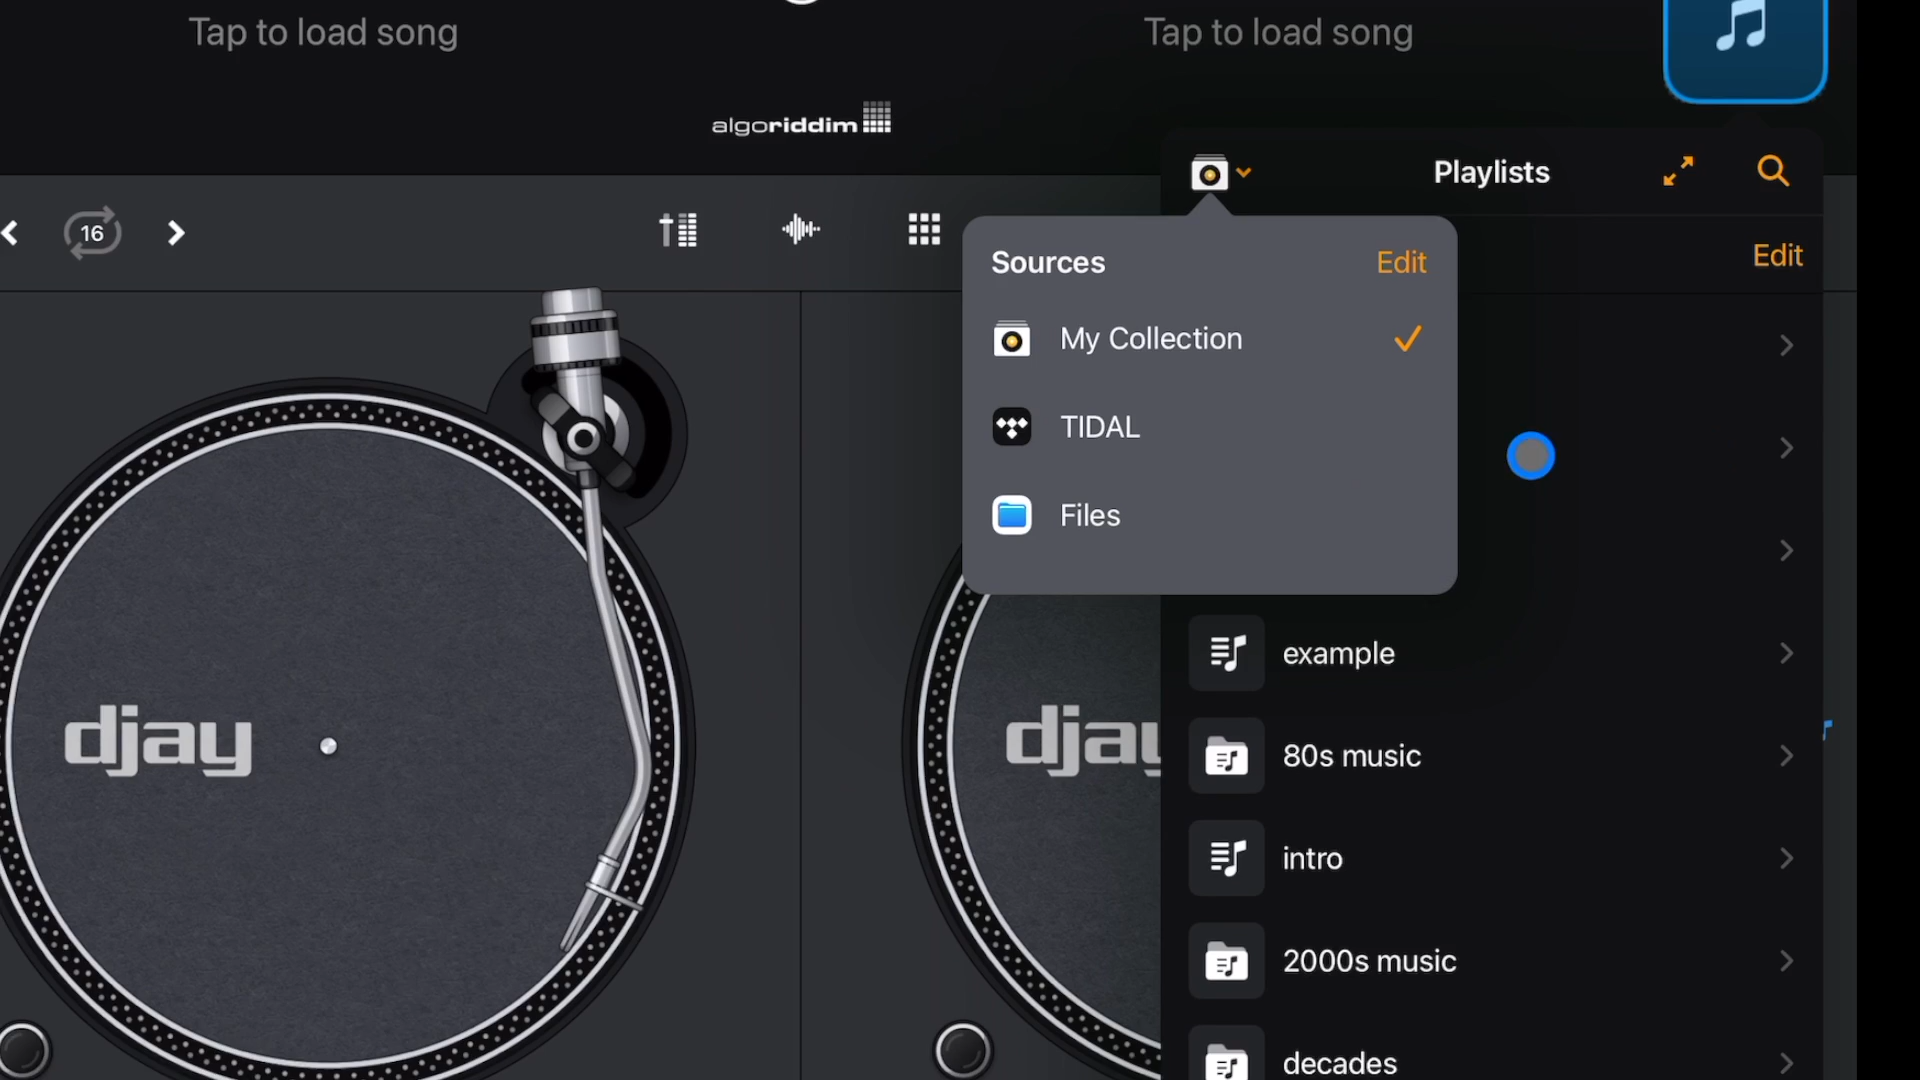 Tap to load song
Tap to load song
algoriddim
Playlists
16
Edit
Sources
Edit
My Collection
TIDAL
Files
example
80s music
djay
djay
intro
2000s music
decades